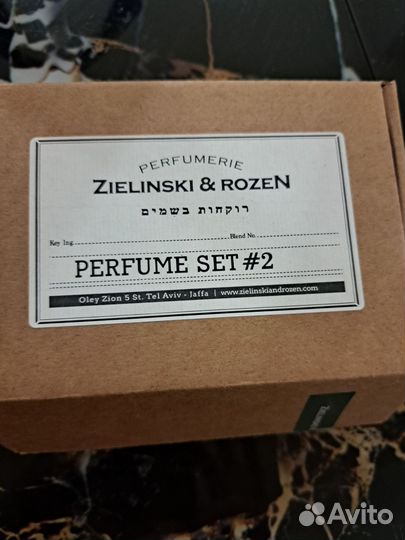 PERFUMERIE
ZIELINSKI & ROZEN
רוקחות בשמים
Key Ing. Blend No.
PERFUME SET #2
Oley Zion 5 St. Tel Aviv - Jaffa | www.zielinskiandrozen.com
Avito